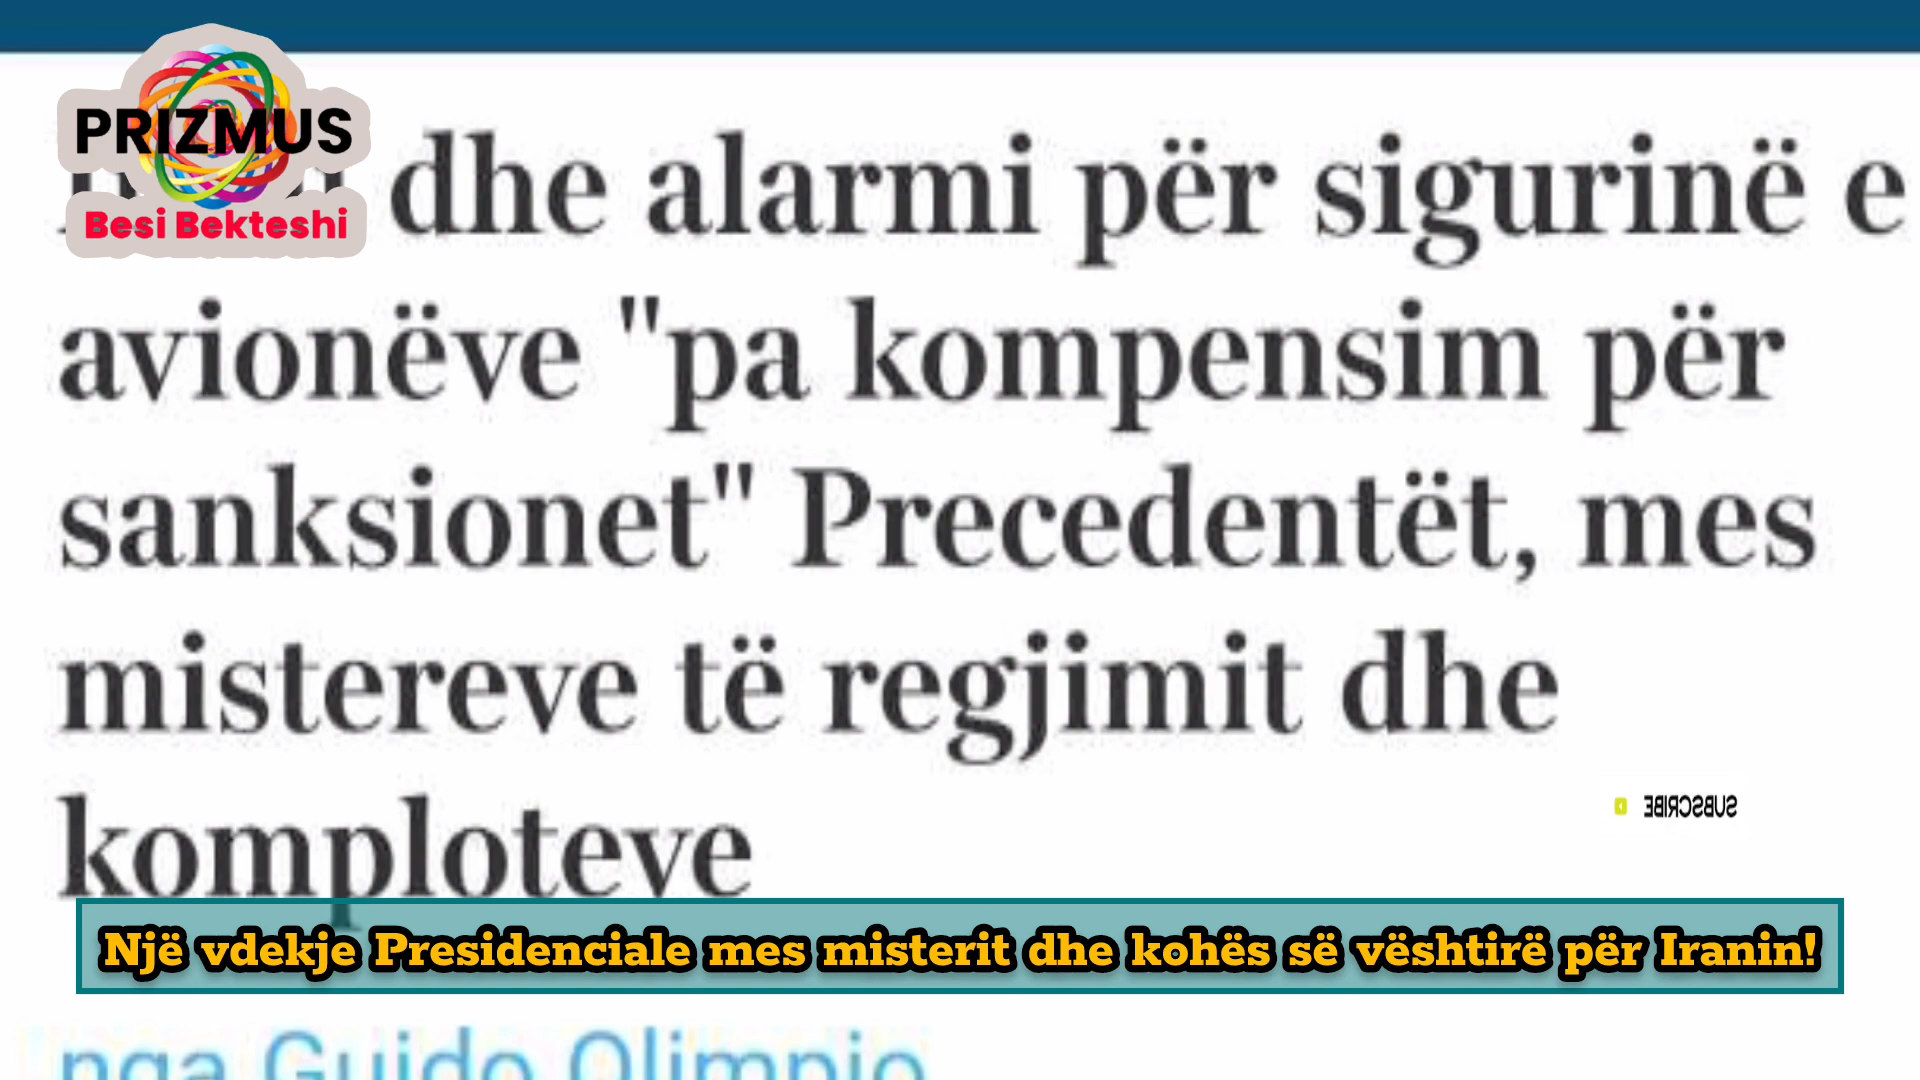 PRIZMUS
Besi Bekteshi
dhe alarmi për sigurinë e
avionëve "pa kompensim për
sanksionet" Precedentët, mes
mistereve të regjimit dhe
komploteve
SUBSCRIBE
Një vdekje Presidenciale mes misterit dhe kohës së vështirë për Iranin!
nga Guido Olimpio